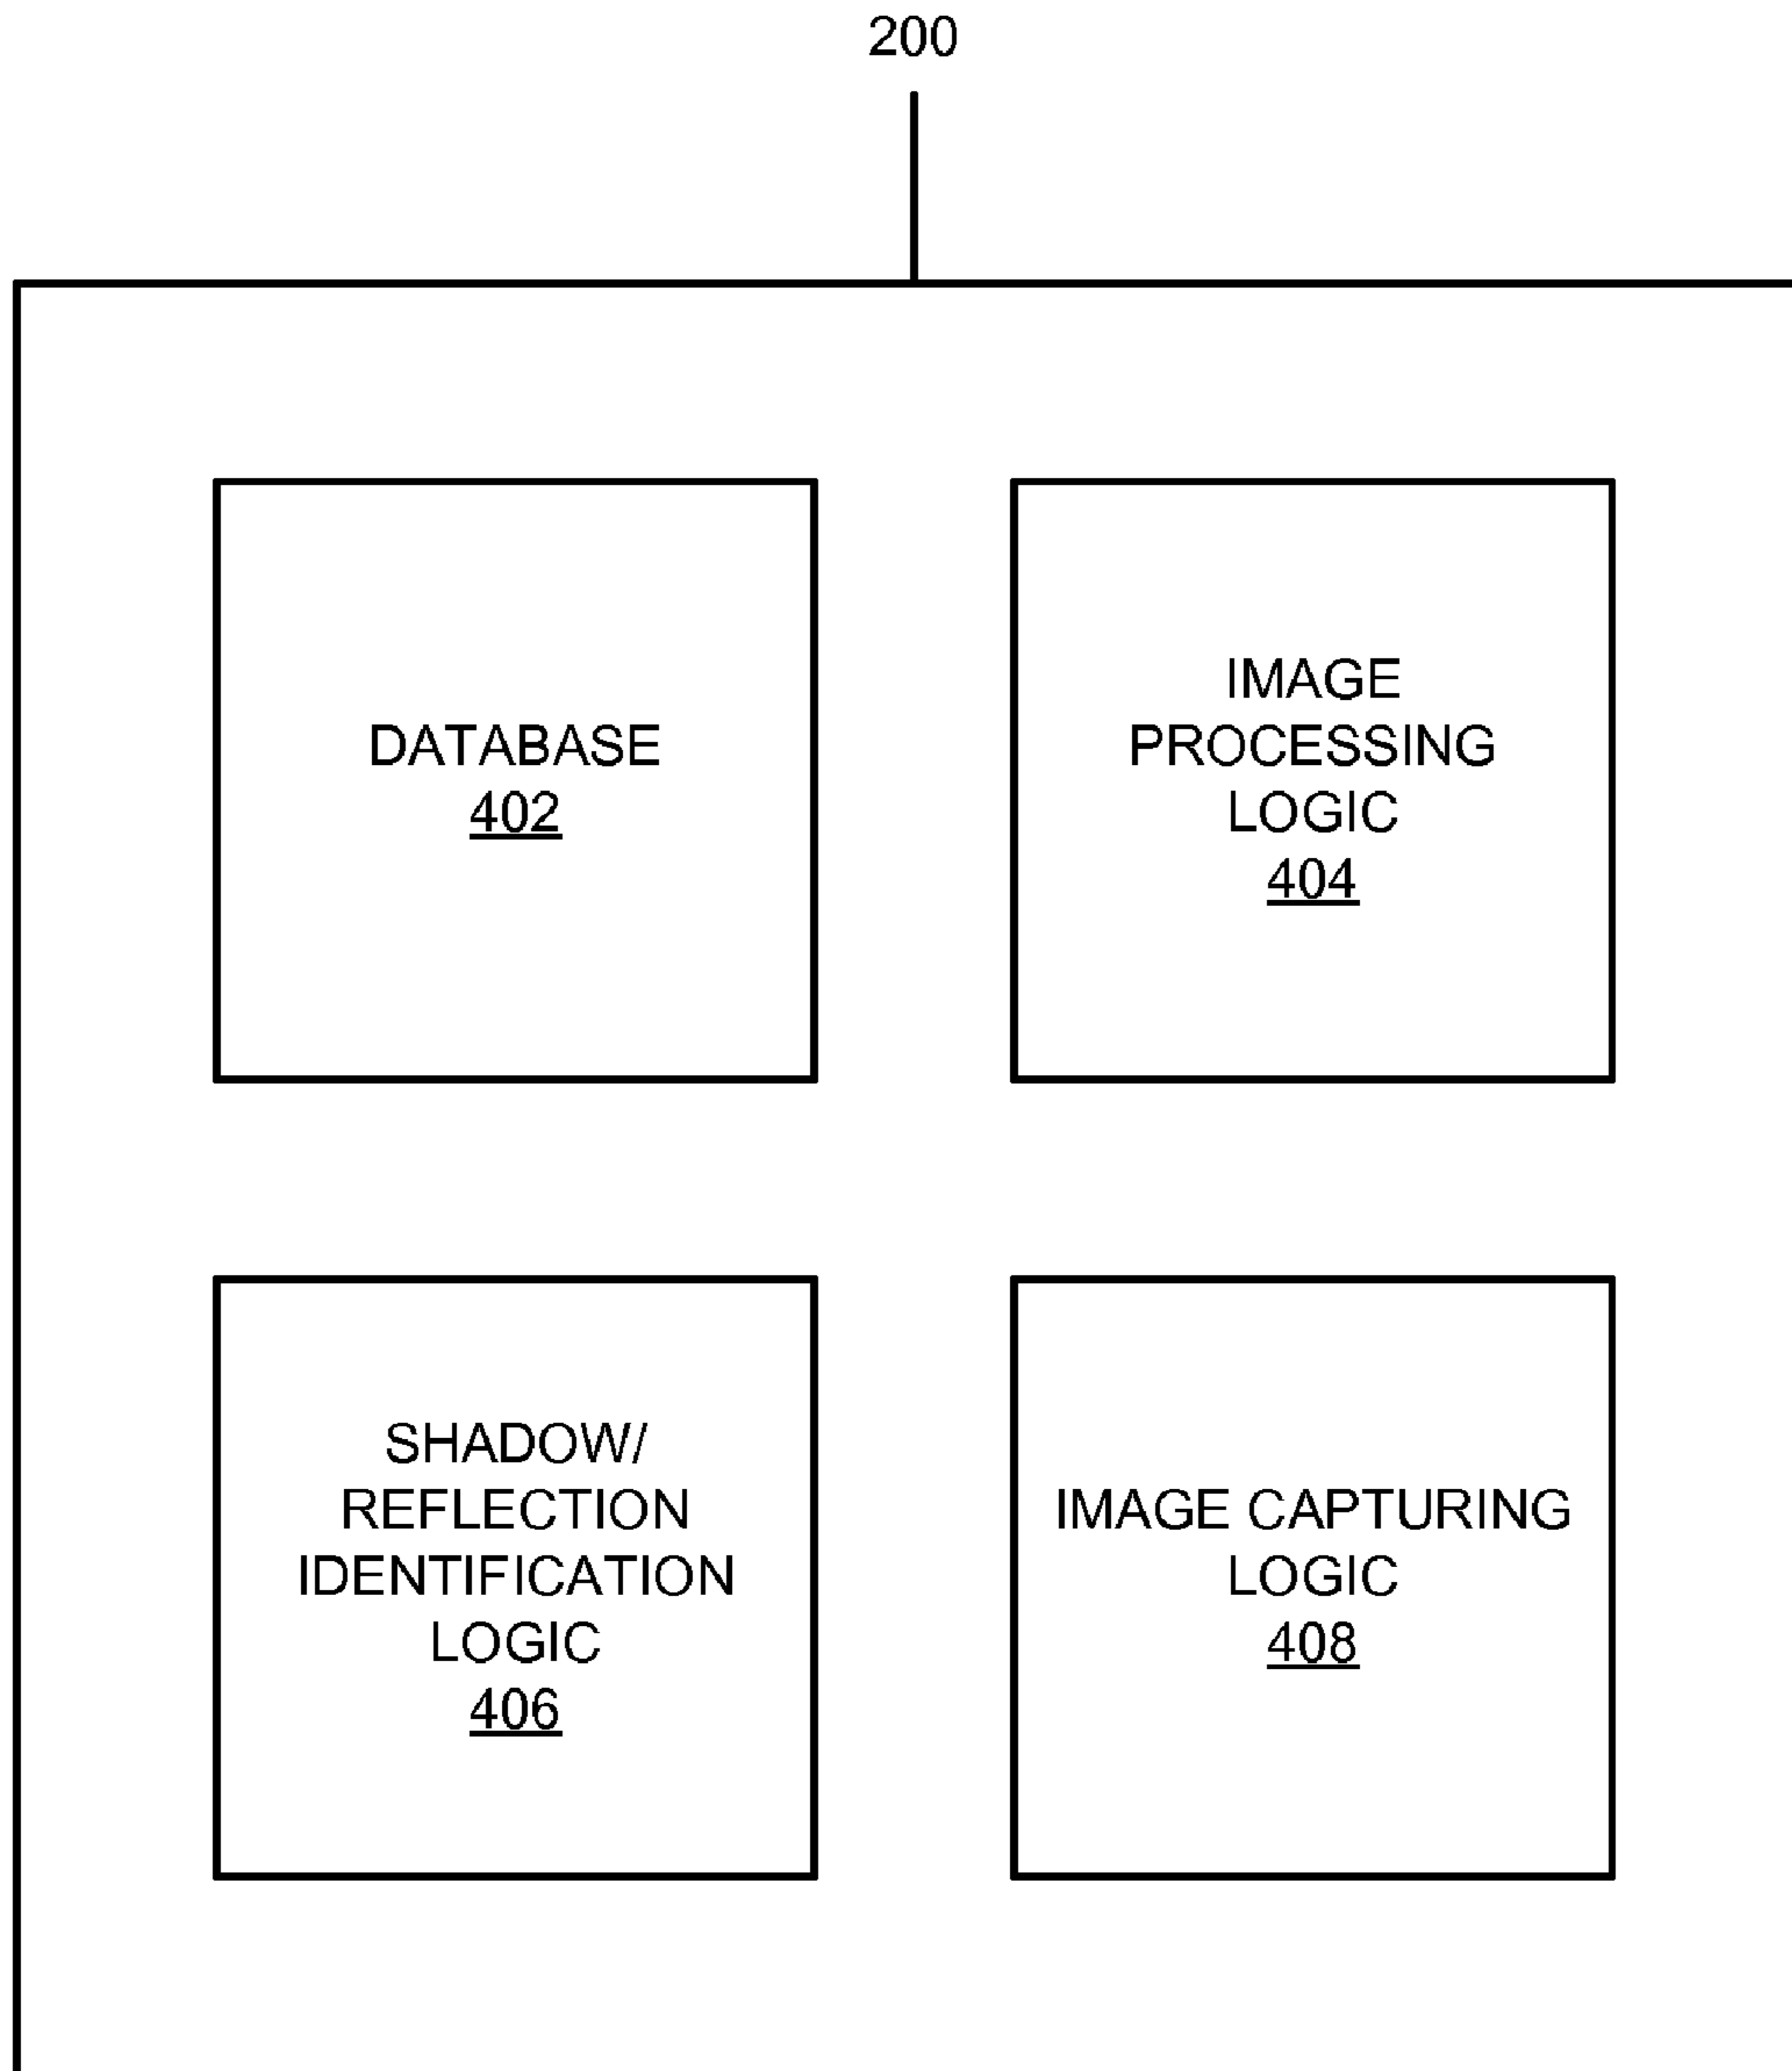 200
DATABASE
402
IMAGE
PROCESSING
LOGIC
404
SHADOW/
REFLECTION
IDENTIFICATION
LOGIC
406
IMAGE CAPTURING
LOGIC
408